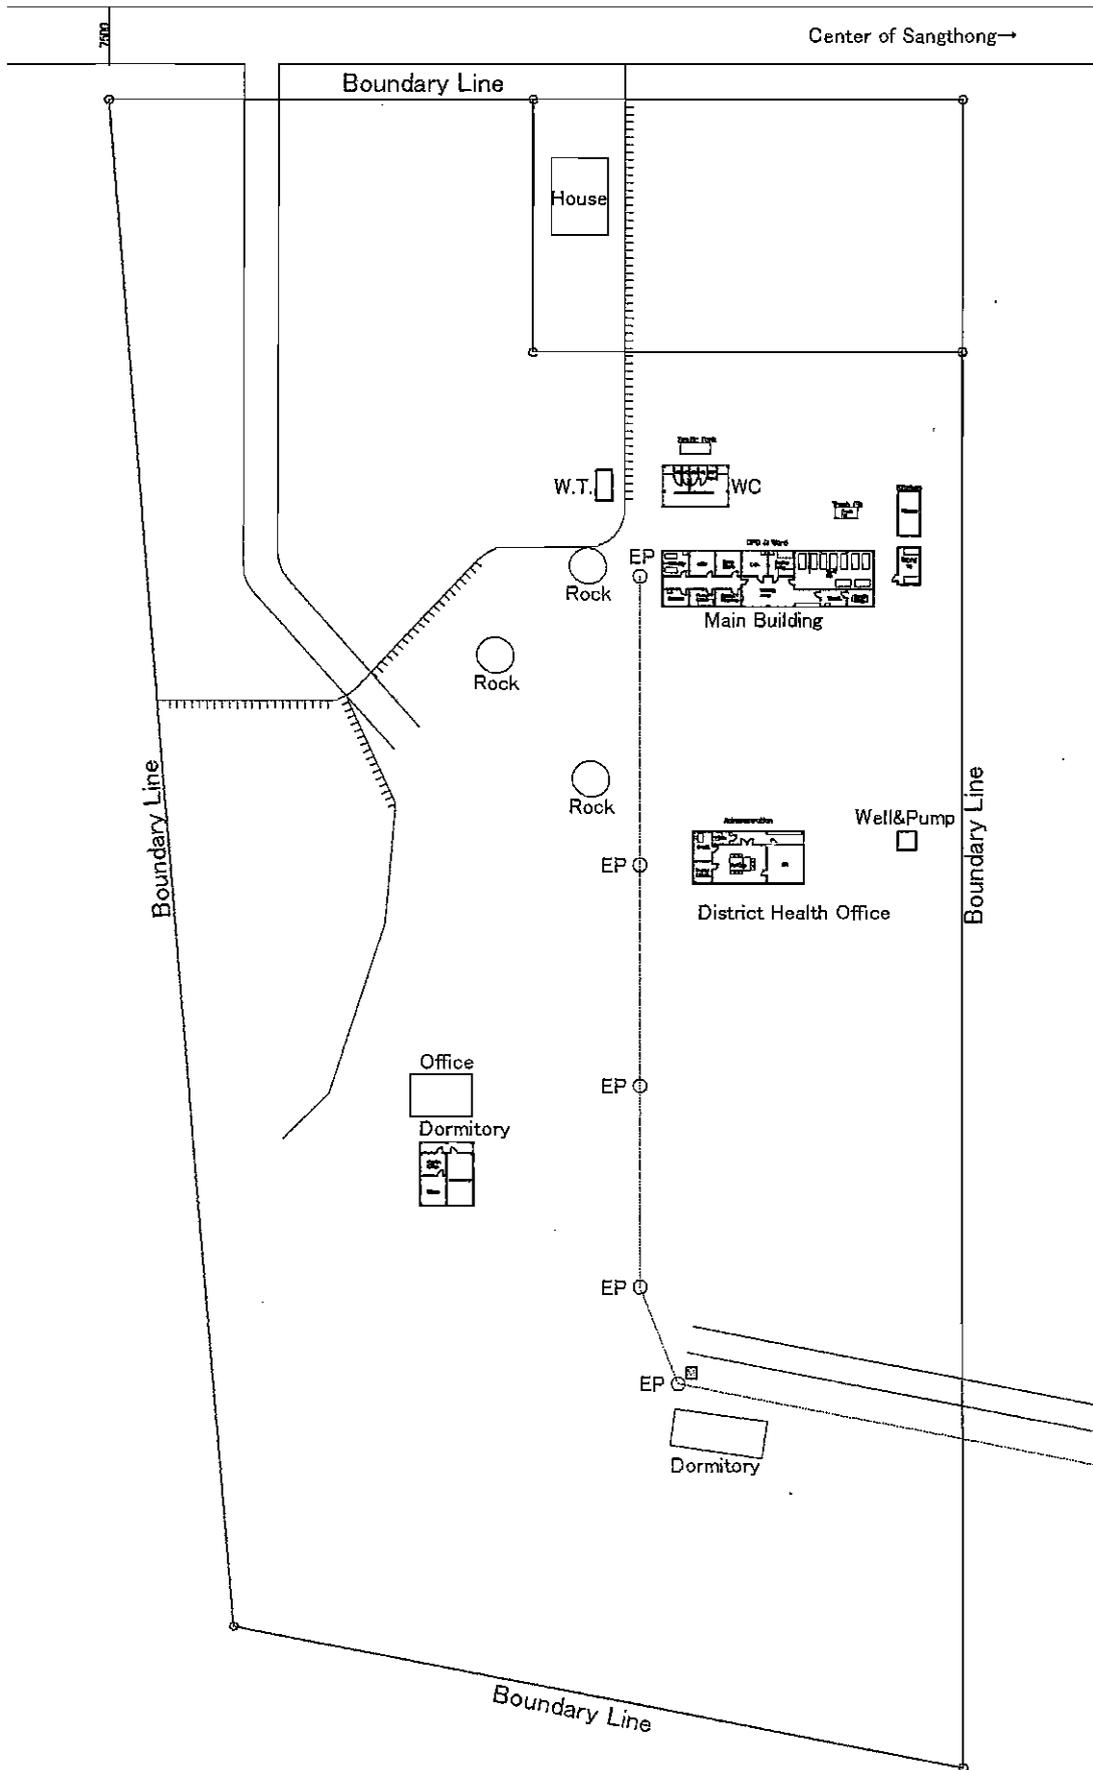 Center of Sangthong→
7500
Boundary Line
House
W.T.
WC
EP
Rock
Main Building
Rock
Rock
Boundary Line
Boundary Line
Well&Pump
Administration
EP
District Health Office
Office
EP
Dormitory
EP
EP
Dormitory
Boundary Line